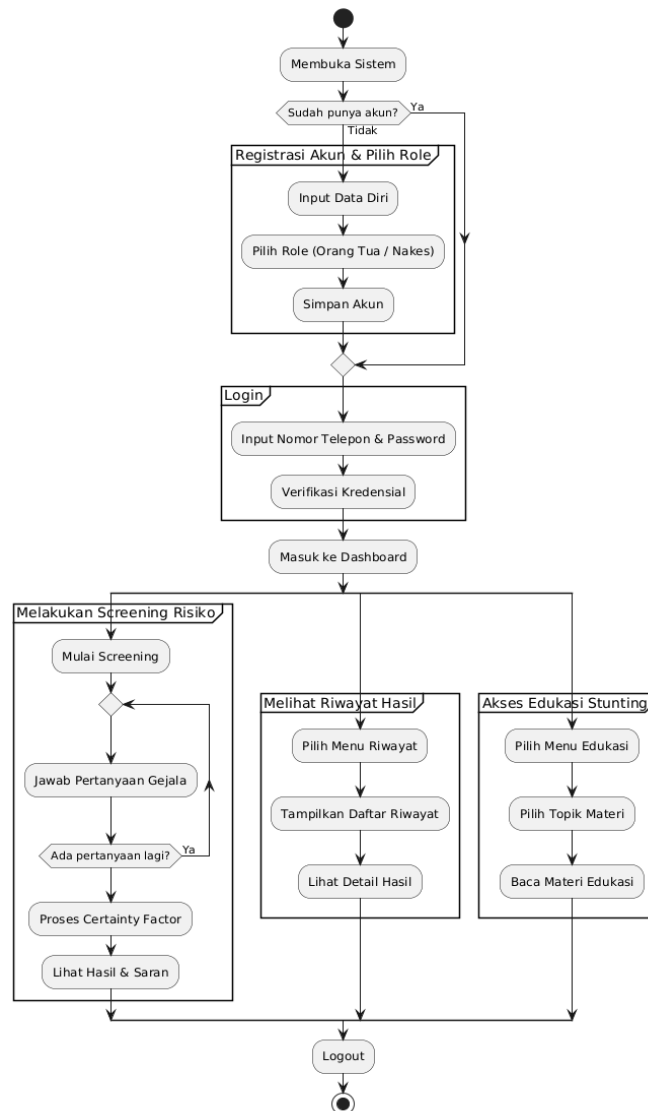 Membuka Sistem
Sudah punya akun?
Ya
Tidak
Registrasi Akun & Pilih Role
Input Data Diri
Pilih Role (Orang Tua / Nakes)
Simpan Akun
Login
Input Nomor Telepon & Password
Verifikasi Kredensial
Masuk ke Dashboard
Melakukan Screening Risiko
Mulai Screening
Jawab Pertanyaan Gejala
Ada pertanyaan lagi?
Ya
Proses Certainty Factor
Lihat Hasil & Saran
Melihat Riwayat Hasil
Pilih Menu Riwayat
Tampilkan Daftar Riwayat
Lihat Detail Hasil
Akses Edukasi Stunting
Pilih Menu Edukasi
Pilih Topik Materi
Baca Materi Edukasi
Logout